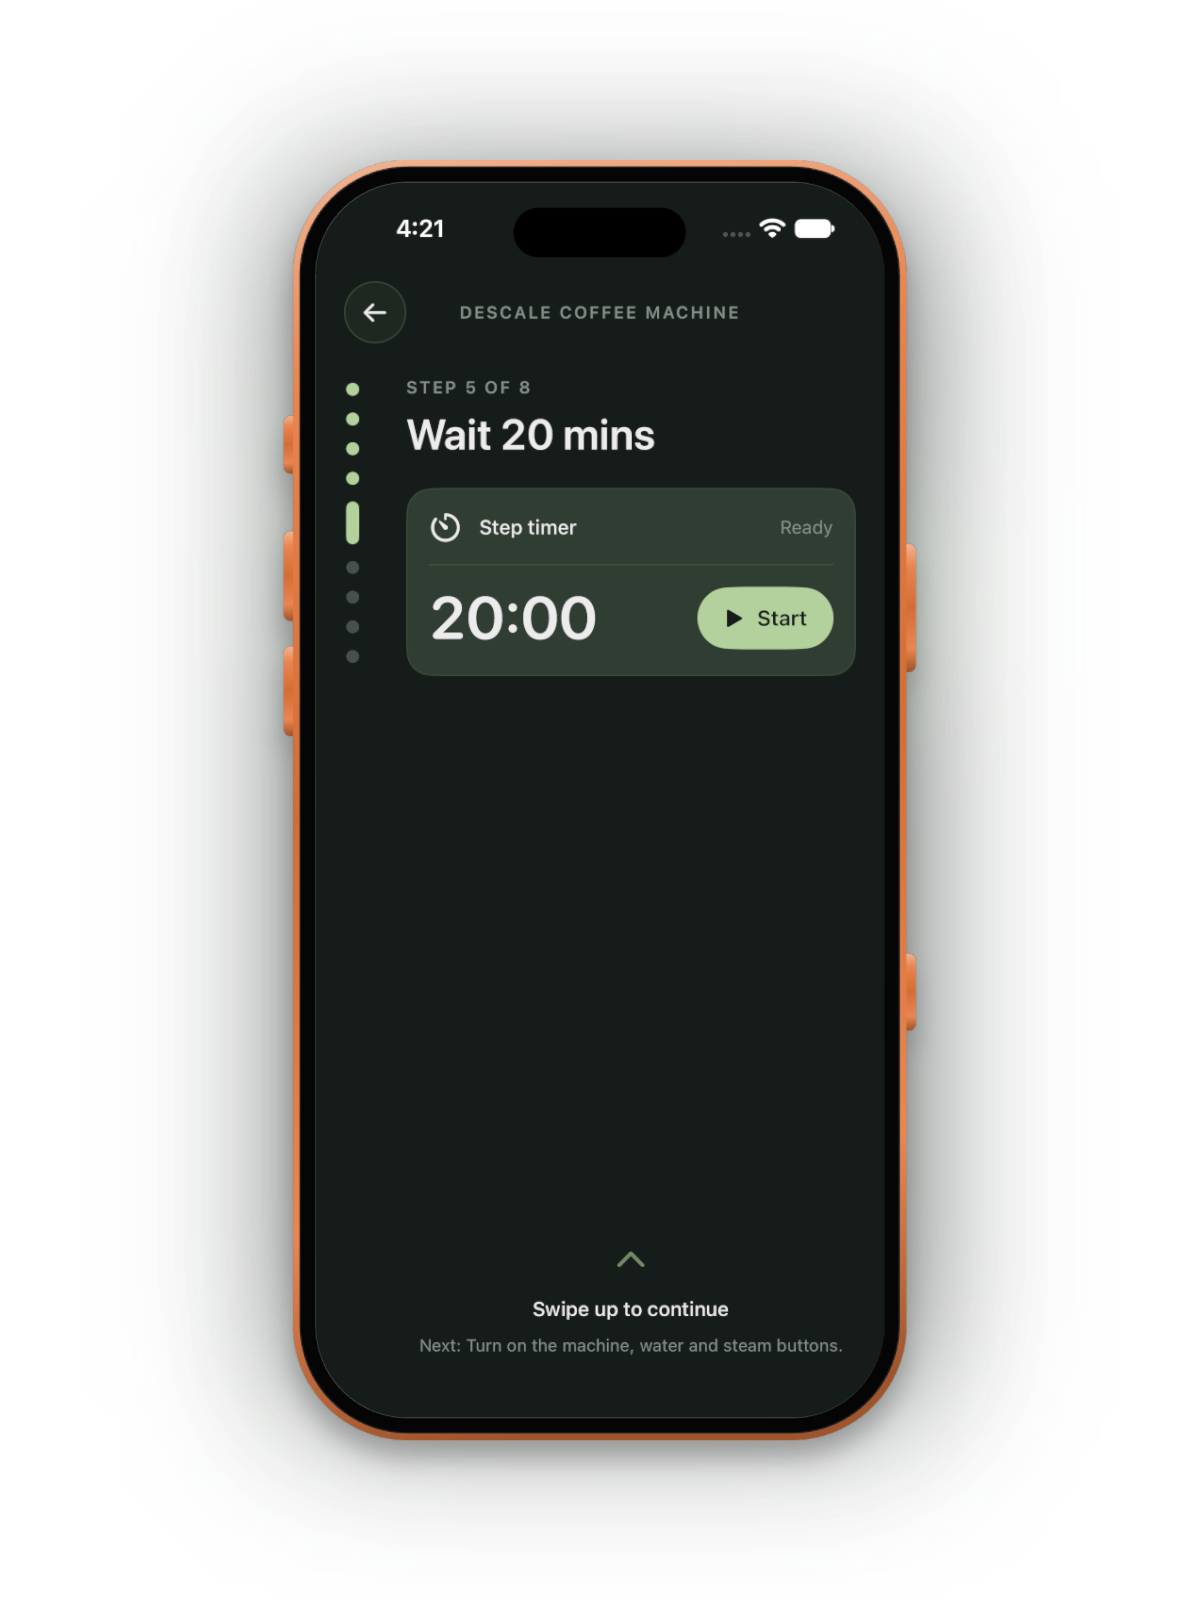 4:21
DESCALE COFFEE MACHINE
STEP 5 OF 8
Wait 20 mins
Step timer
Ready
20:00
Start
Swipe up to continue
Next: Turn on the machine, water and steam buttons.